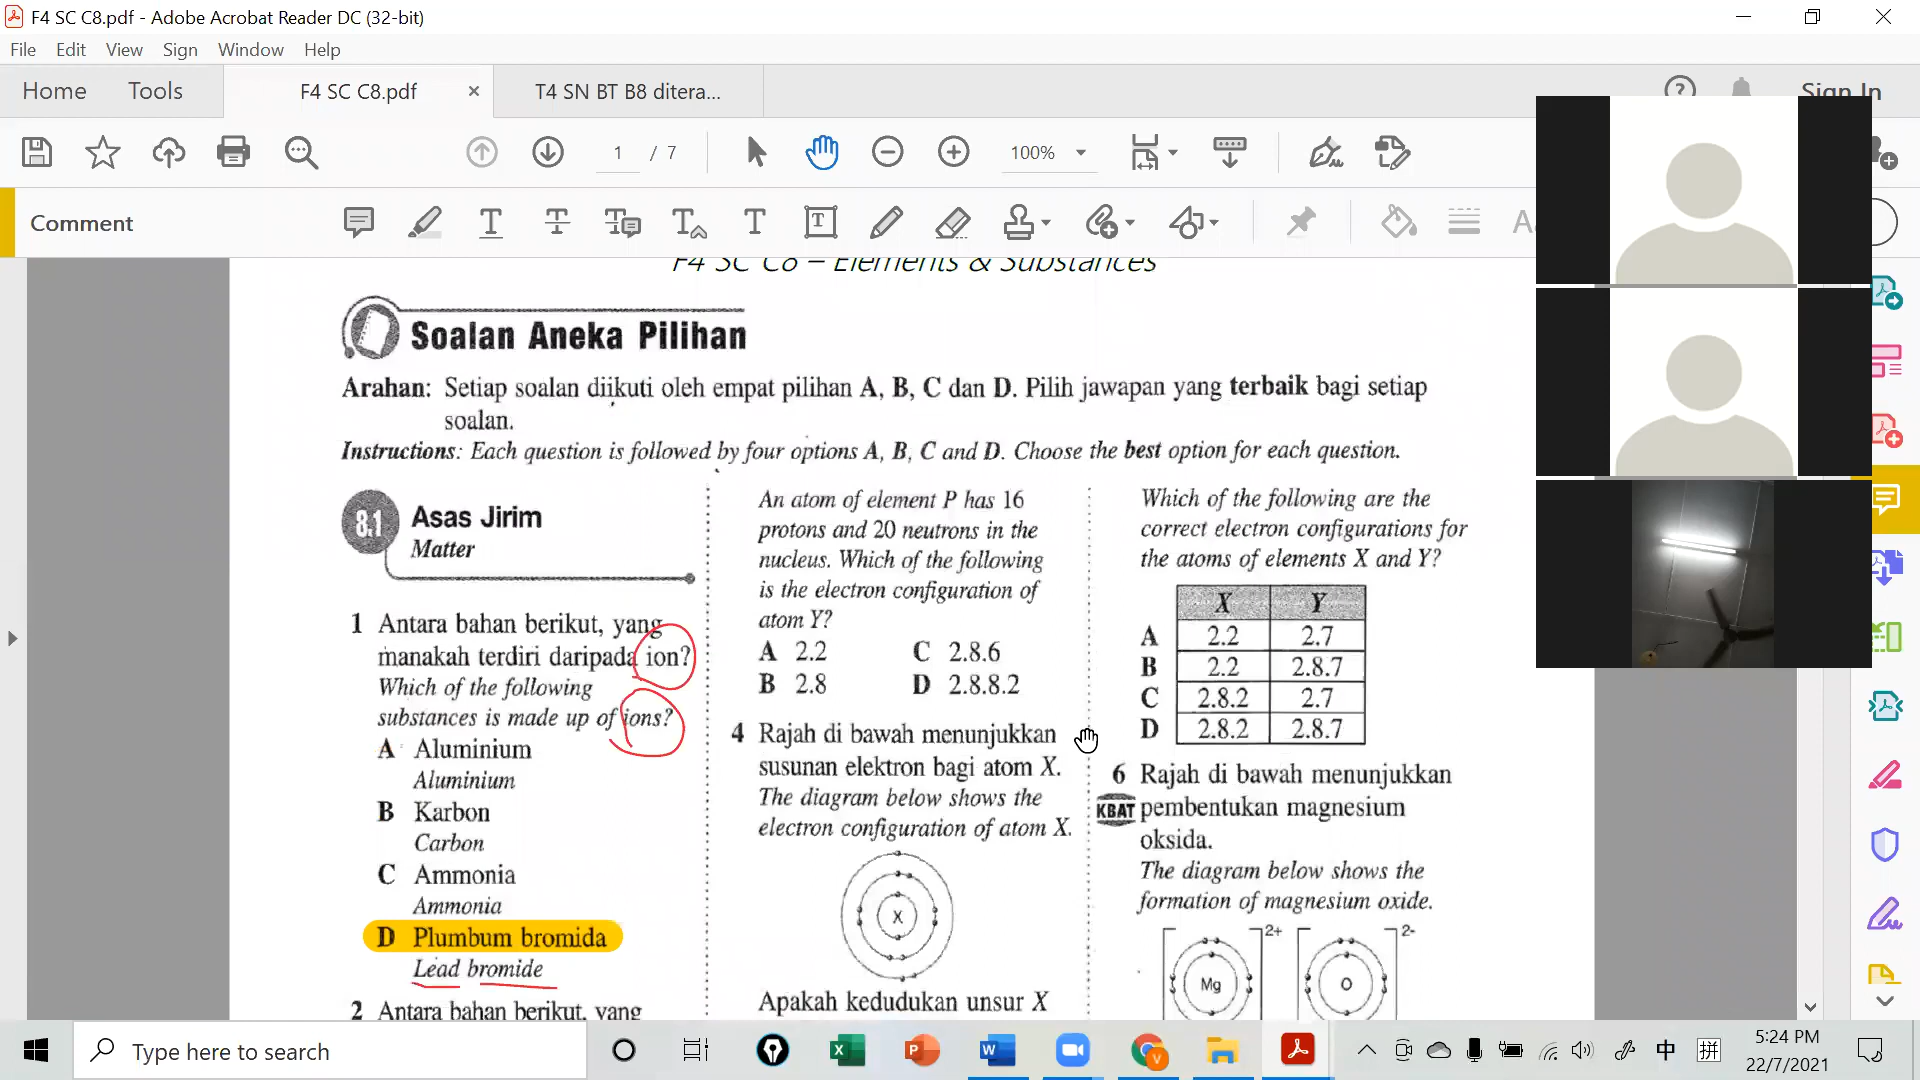 F4 SC C8.pdf - Adobe Acrobat Reader DC (32-bit)
File Edit View Sign Window Help
Home Tools F4 SC C8.pdf × T4 SN BT B8 ditera... Sign In
1 / 7 100%
Comment
F4 SC C8 – Elements & Substances
Soalan Aneka Pilihan
Arahan: Setiap soalan diikuti oleh empat pilihan A, B, C dan D. Pilih jawapan yang terbaik bagi setiap
soalan.
Instructions: Each question is followed by four options A, B, C and D. Choose the best option for each question.
8.1 Asas Jirim
Matter
1 Antara bahan berikut, yang
manakah terdiri daripada ion?
Which of the following
substances is made up of ions?
A Aluminium
Aluminium
B Karbon
Carbon
C Ammonia
Ammonia
D Plumbum bromida
Lead bromide
2 Antara bahan berikut, yang
An atom of element P has 16
protons and 20 neutrons in the
nucleus. Which of the following
is the electron configuration of
atom Y?
A 2.2 C 2.8.6
B 2.8 D 2.8.8.2
4 Rajah di bawah menunjukkan
susunan elektron bagi atom X.
The diagram below shows the
electron configuration of atom X.
X
Apakah kedudukan unsur X
Which of the following are the
correct electron configurations for
the atoms of elements X and Y?
X Y
A 2.2 2.7
B 2.2 2.8.7
C 2.8.2 2.7
D 2.8.2 2.8.7
6 Rajah di bawah menunjukkan
KBAT pembentukan magnesium
oksida.
The diagram below shows the
formation of magnesium oxide.
2+ 2-
Mg O
Type here to search
中 拼
5:24 PM
22/7/2021